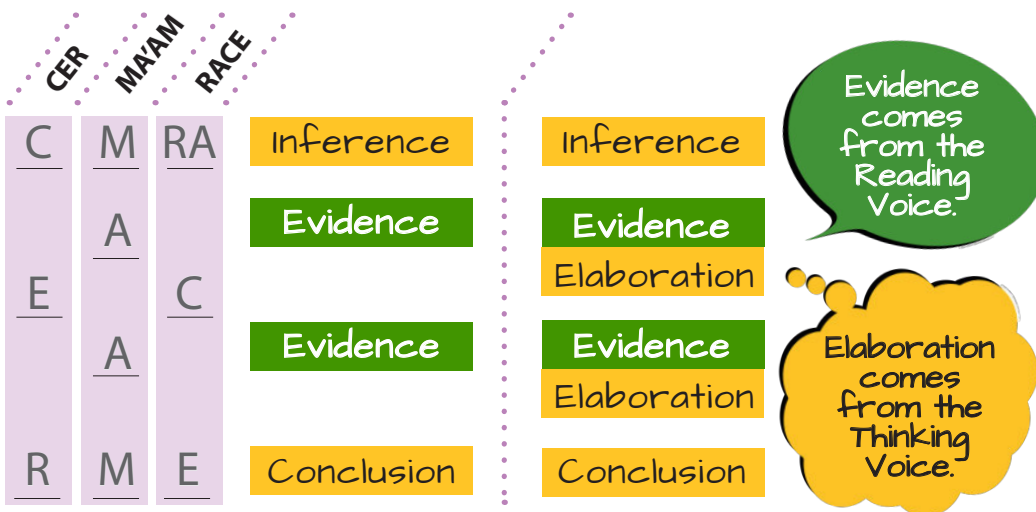 CER
MA'AM
RACE
C
M
RA
Inference
Inference
A
Evidence
Evidence
Elaboration
E
C
A
Evidence
Evidence
Elaboration
R
M
E
Conclusion
Conclusion
Evidence
comes
from the
Reading
Voice.
Elaboration
comes
from the
Thinking
Voice.